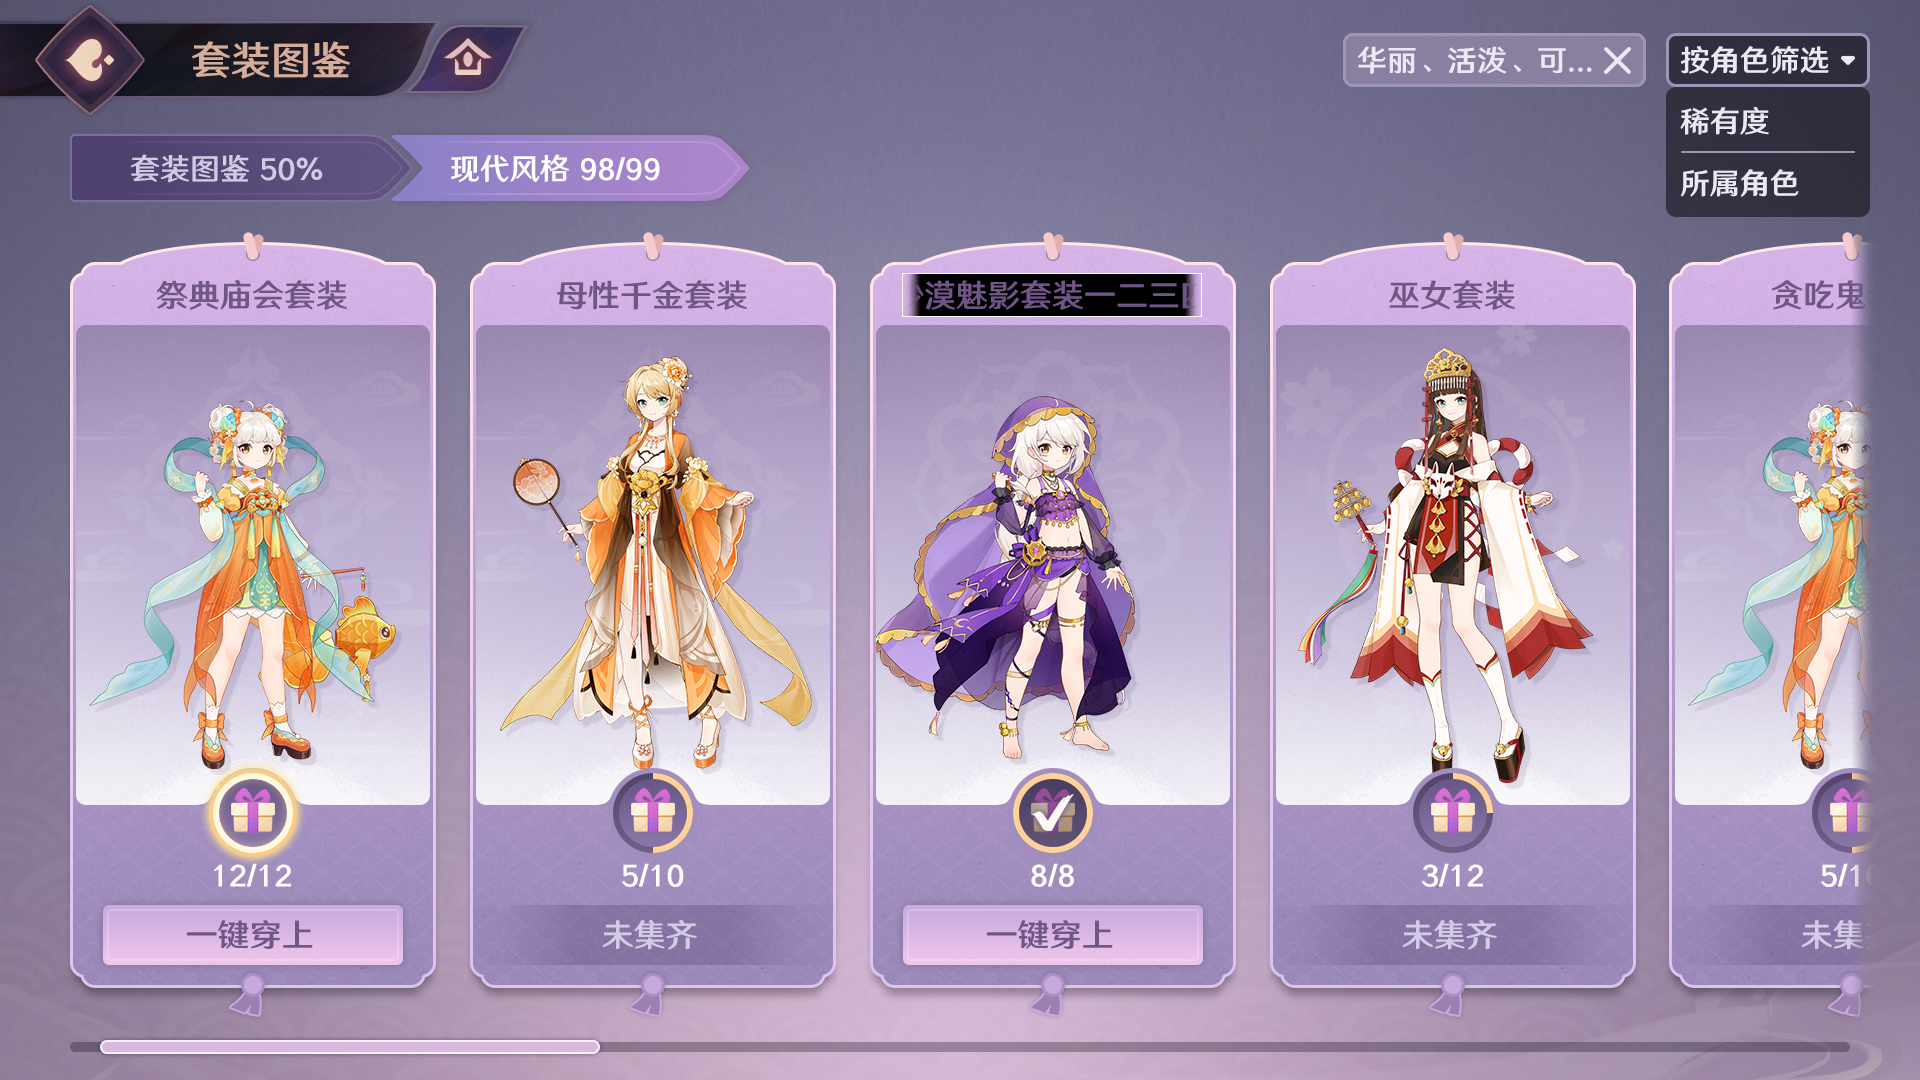 套装图鉴
华丽、活泼、可...
按角色筛选
稀有度
所属角色
套装图鉴 50%
现代风格 98/99
祭典庙会套装
母性千金套装
漠魅影套装一二三
巫女套装
贪吃鬼
12/12
5/10
8/8
3/12
5/1
一键穿上
未集齐
一键穿上
未集齐
未集